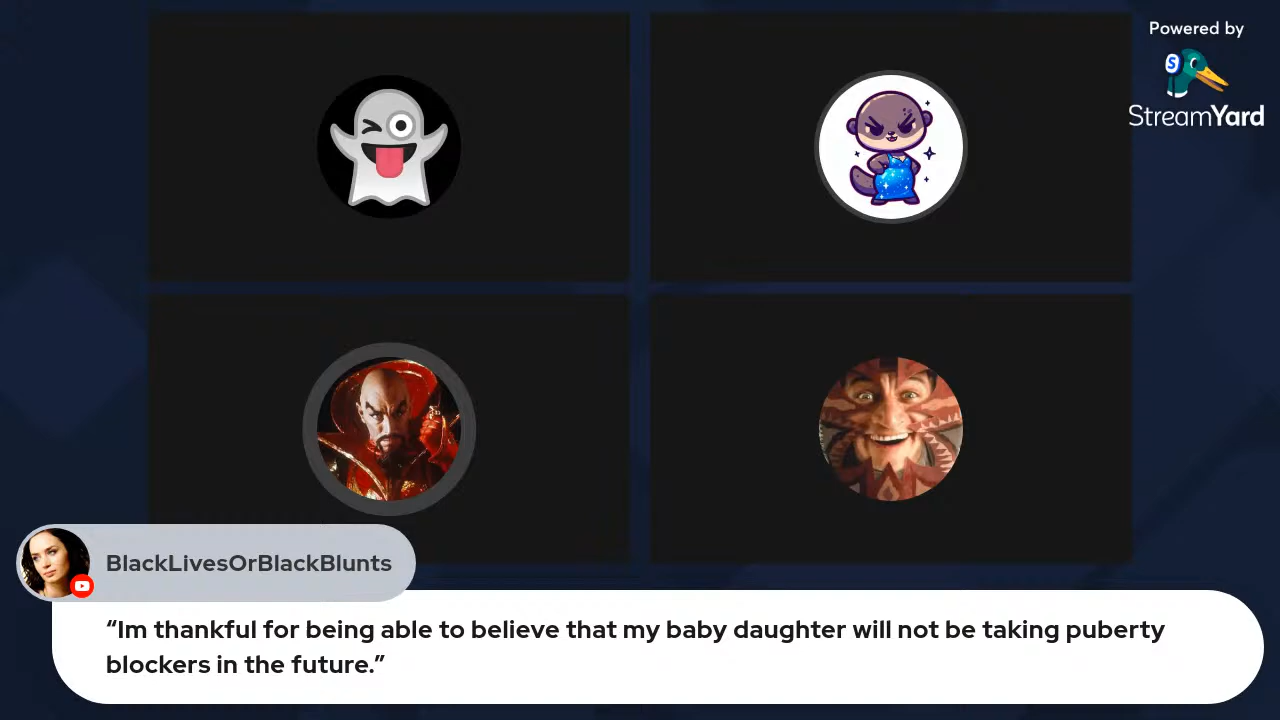 Powered by
StreamYard
BlackLivesOrBlackBlunts
“Im thankful for being able to believe that my baby daughter will not be taking puberty
blockers in the future.”